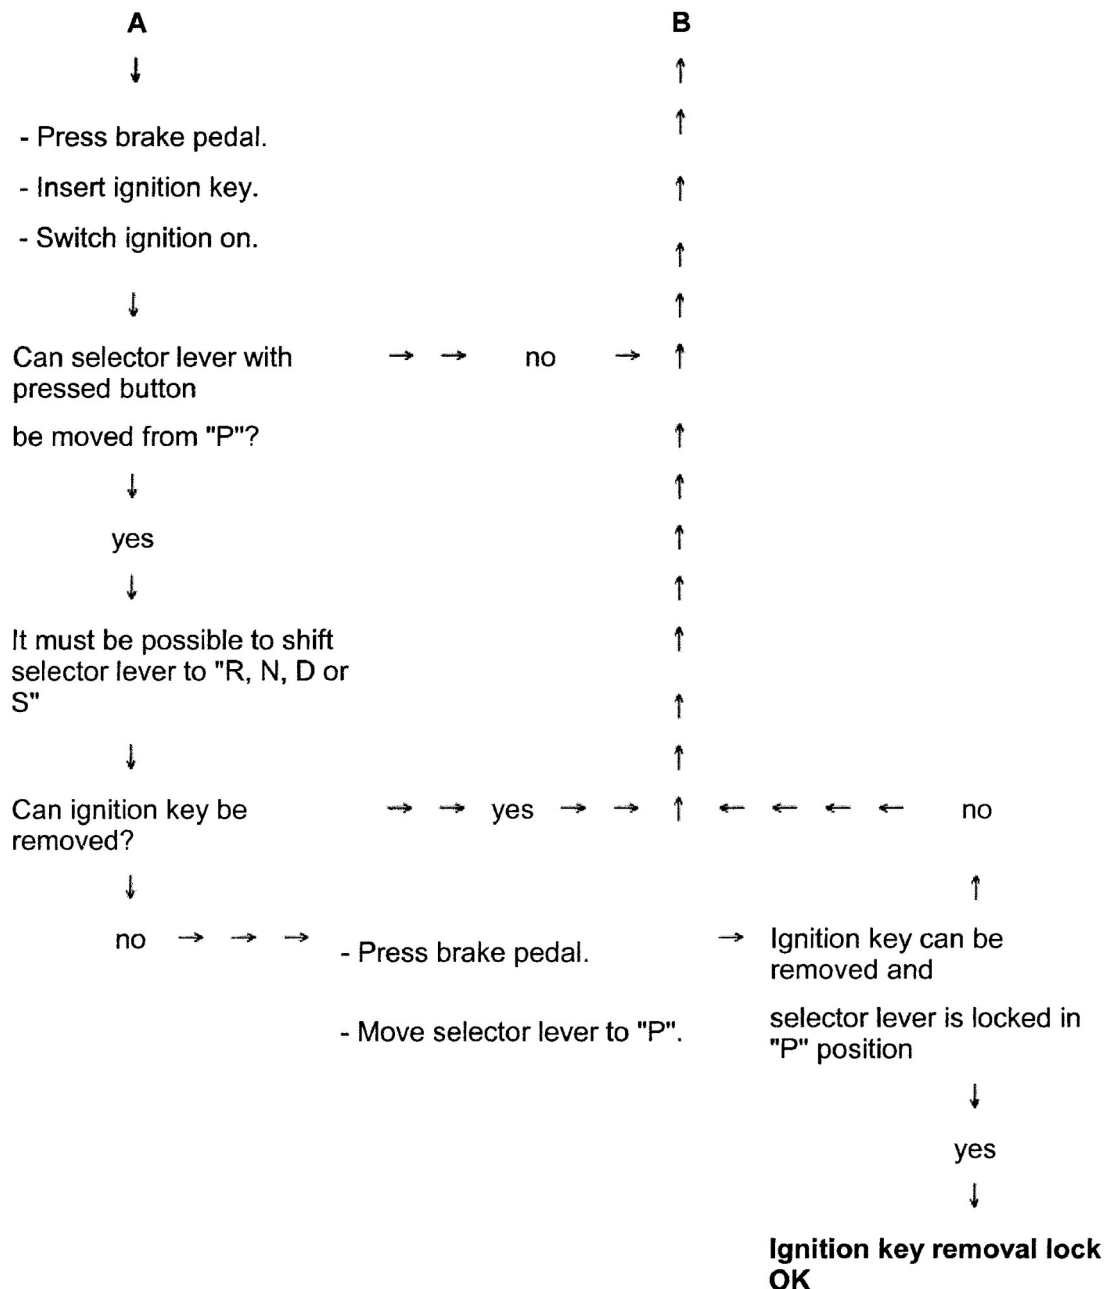 A
B
- Press brake pedal.
- Insert ignition key.
- Switch ignition on.
Can selector lever with
pressed button
be moved from "P"?
→ → no →
yes
It must be possible to shift
selector lever to "R, N, D or
S"
Can ignition key be
removed?
→ → yes → → ↑ ← ← ← ← no
no → → →
- Press brake pedal.
- Move selector lever to "P".
→ Ignition key can be
removed and
selector lever is locked in
"P" position
yes
Ignition key removal lock
OK